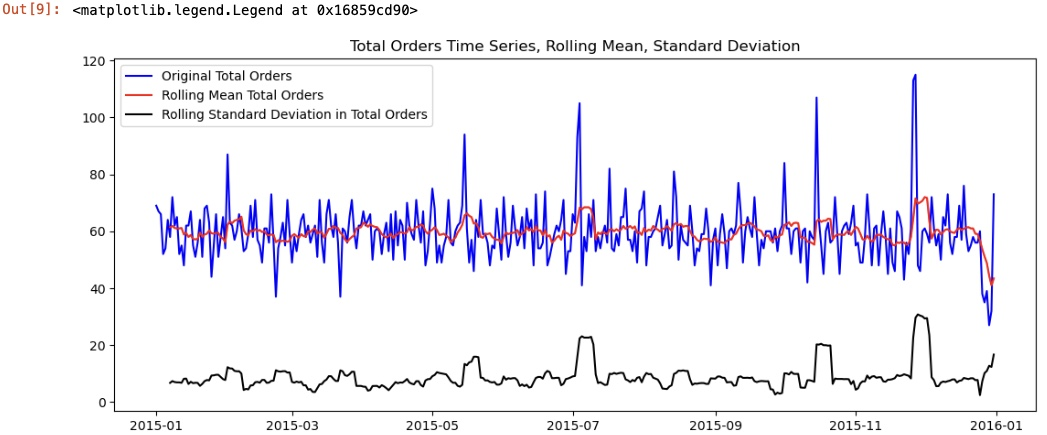 Out[9]: <matplotlib.legend.Legend at 0x16859cd90>
Total Orders Time Series, Rolling Mean, Standard Deviation
120
Original Total Orders
Rolling Mean Total Orders
Rolling Standard Deviation in Total Orders
100
80
60
40
20
0
2015-01 2015-03 2015-05 2015-07 2015-09 2015-11 2016-01